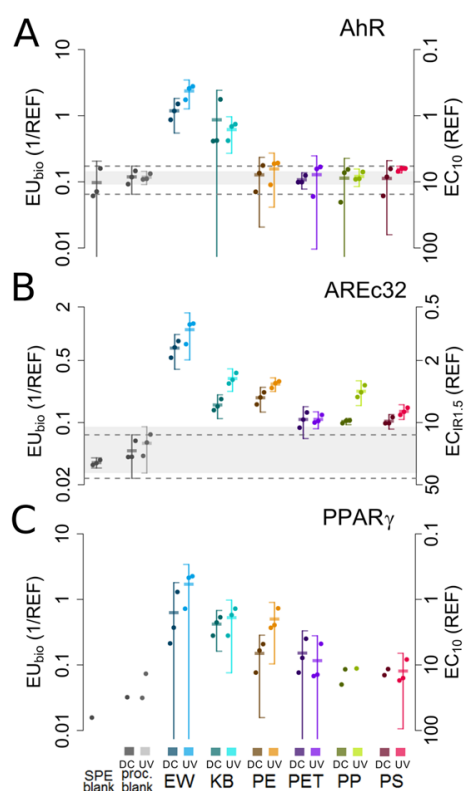 A
AhR
10
1
0.1
0.01
EUbio (1/REF)
0.1
1
10
100
EC10 (REF)
B
AREc32
2
0.5
0.1
0.02
EUbio (1/REF)
0.5
2
10
50
ECIR1.5 (REF)
C
PPARγ
10
1
0.1
0.01
EUbio (1/REF)
0.1
1
10
100
EC10 (REF)
DC UV DC UV DC UV DC UV DC UV DC UV DC UV
SPE blank
proc. blank
EW KB PE PET PP PS